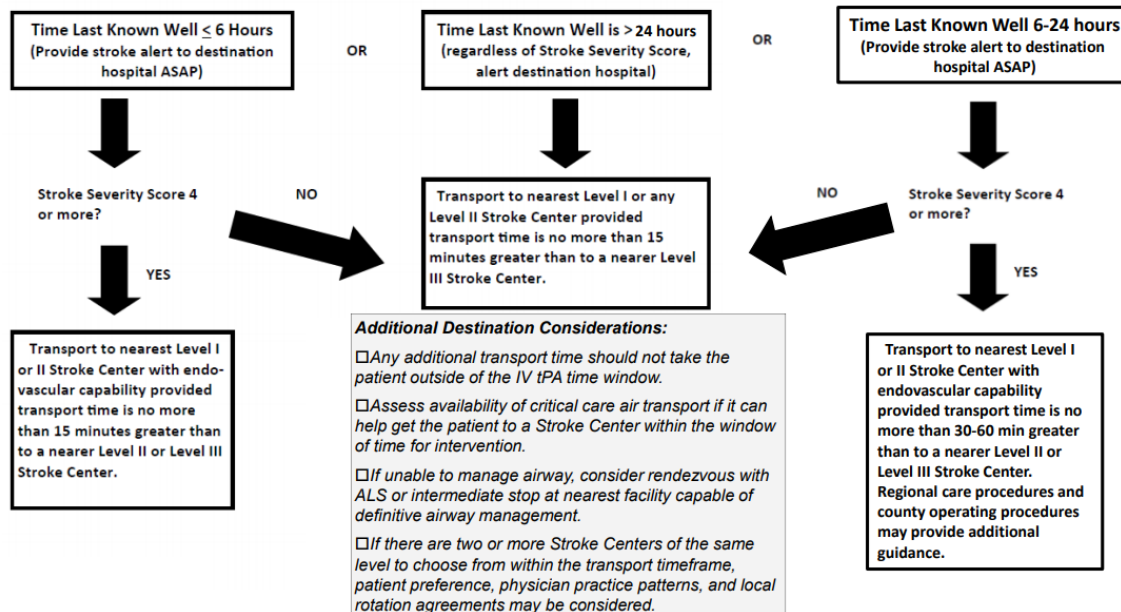 Time Last Known Well ≤ 6 Hours
(Provide stroke alert to destination
hospital ASAP)
OR
Time Last Known Well is > 24 hours
(regardless of Stroke Severity Score,
alert destination hospital)
OR
Time Last Known Well 6-24 hours
(Provide stroke alert to destination
hospital ASAP)
Stroke Severity Score 4
or more?
NO
YES
Transport to nearest Level I or any
Level II Stroke Center provided
transport time is no more than 15
minutes greater than to a nearer Level
III Stroke Center.
NO
Stroke Severity Score 4
or more?
YES
Transport to nearest Level I
or II Stroke Center with endo-
vascular capability provided
transport time is no more
than 15 minutes greater than
to a nearer Level II or Level III
Stroke Center.
Additional Destination Considerations:
☐Any additional transport time should not take the
patient outside of the IV tPA time window.
☐Assess availability of critical care air transport if it can
help get the patient to a Stroke Center within the window
of time for intervention.
☐If unable to manage airway, consider rendezvous with
ALS or intermediate stop at nearest facility capable of
definitive airway management.
☐If there are two or more Stroke Centers of the same
level to choose from within the transport timeframe,
patient preference, physician practice patterns, and local
rotation agreements may be considered.
Transport to nearest Level I
or II Stroke Center with
endovascular capability
provided transport time is no
more than 30-60 min greater
than to a nearer Level II or
Level III Stroke Center.
Regional care procedures and
county operating procedures
may provide additional
guidance.